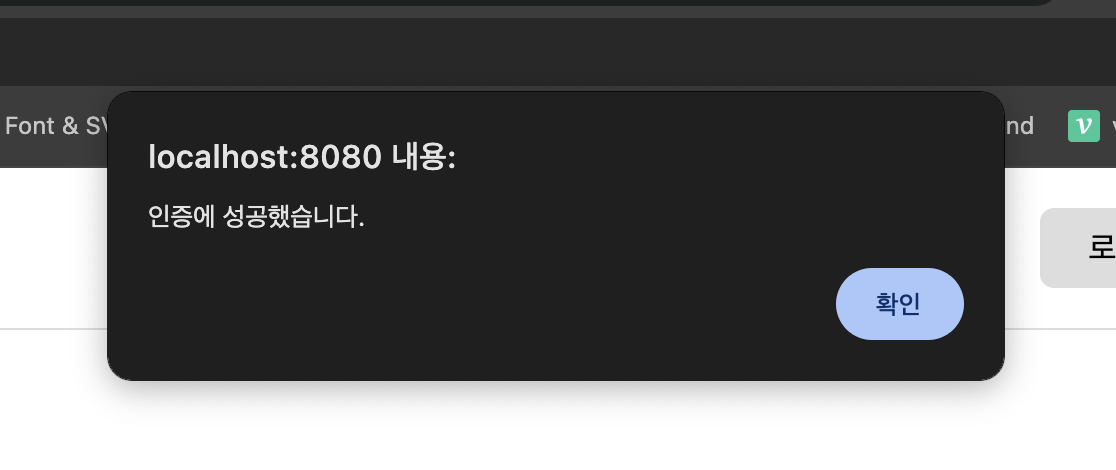 Font & SV
nd
localhost:8080 내용:
인증에 성공했습니다.
로
확인